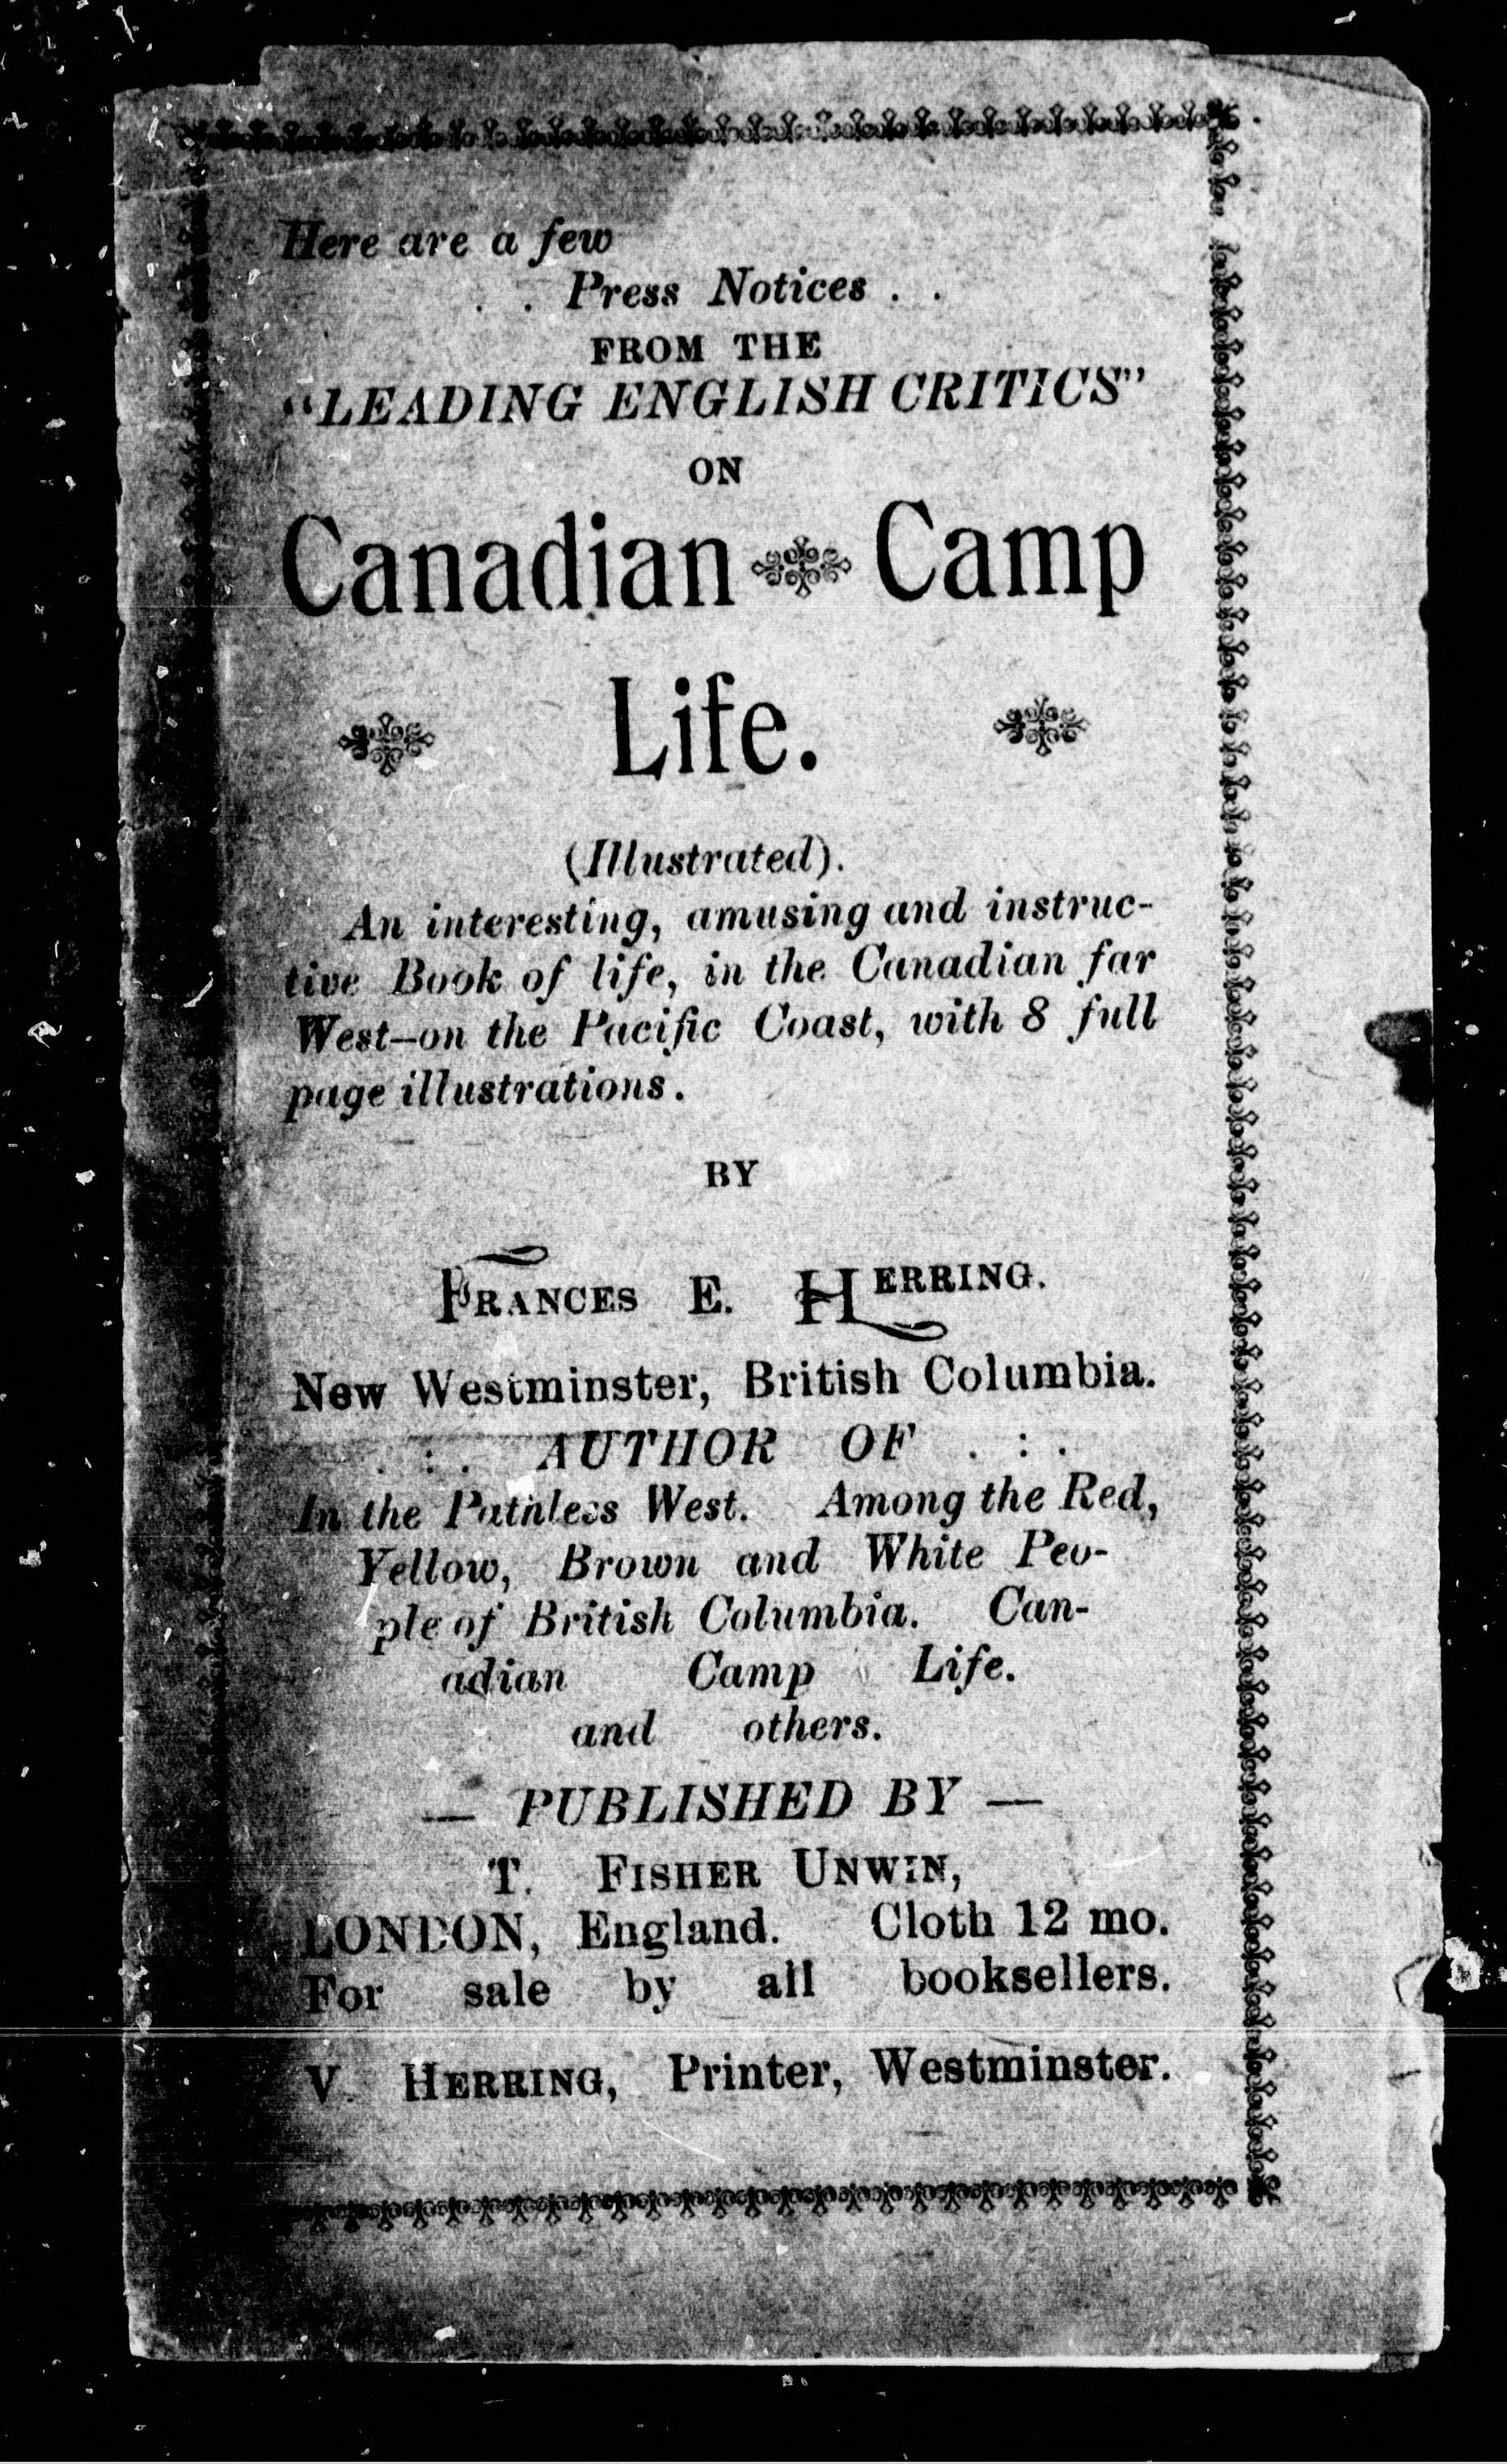 Here are a few
. . Press Notices . .
FROM THE
"LEADING ENGLISH CRITICS"
ON
Canadian Camp
Life.
(Illustrated).
An interesting, amusing and instruc-
tive Book of life, in the Canadian far
West-on the Pacific Coast, with 8 full
page illustrations.
BY
FRANCES E. HERRING.
New Westminster, British Columbia.
. : . AUTHOR OF . : .
In the Pathless West. Among the Red,
Yellow, Brown and White Peo-
ple of British Columbia. Can-
adian Camp Life.
and others.
— PUBLISHED BY —
T. FISHER UNWIN,
LONDON, England. Cloth 12 mo.
For sale by all booksellers.
V. HERRING, Printer, Westminster.